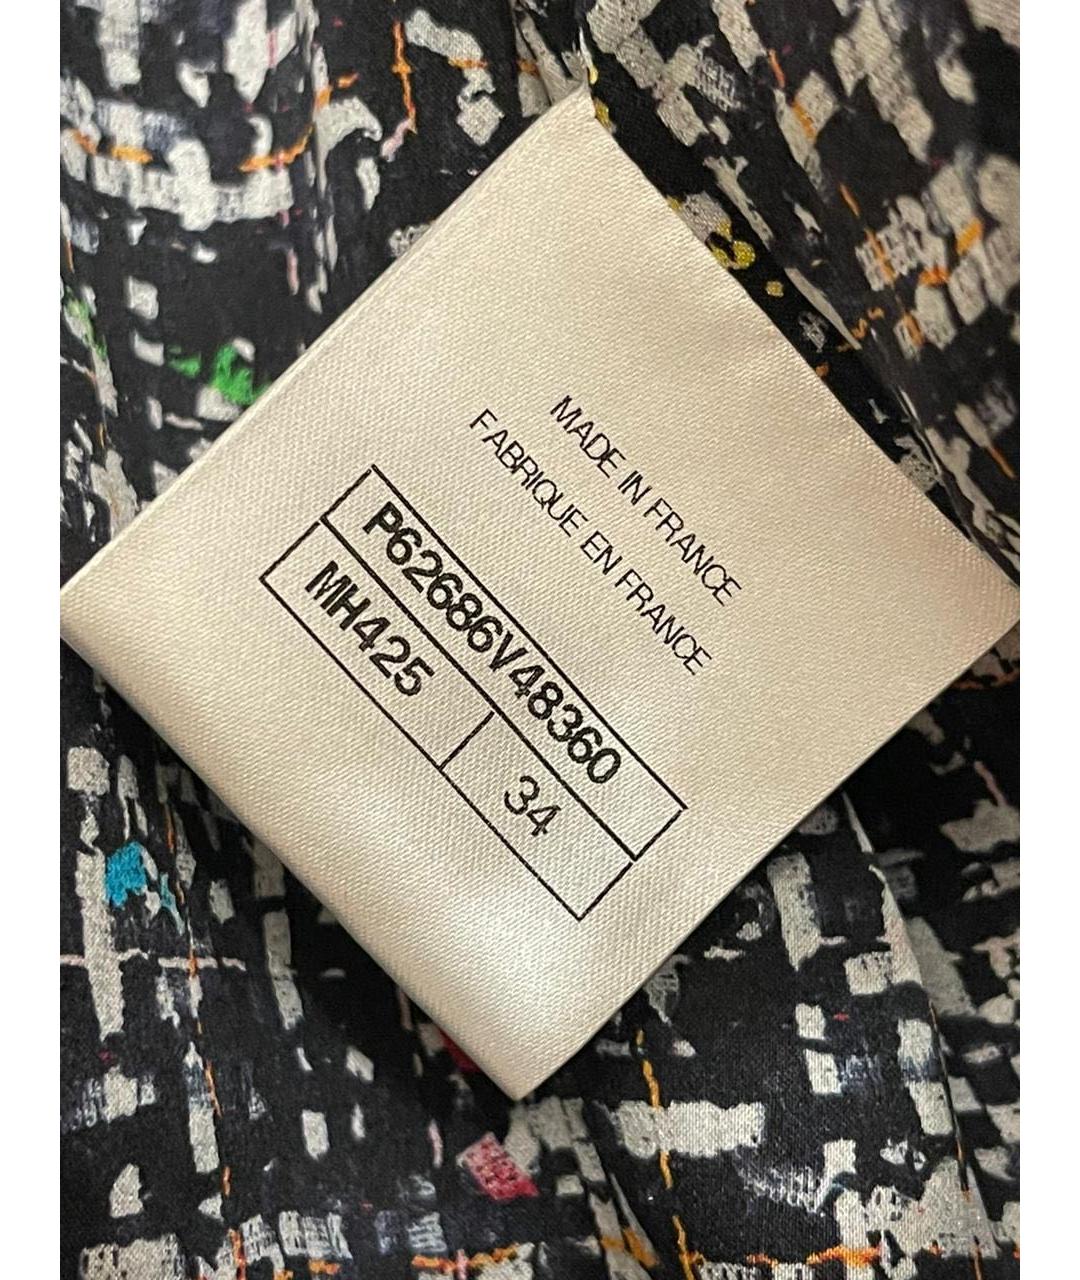 MADE IN FRANCE
FABRIQUE EN FRANCE
P62686V48360
MH425 34